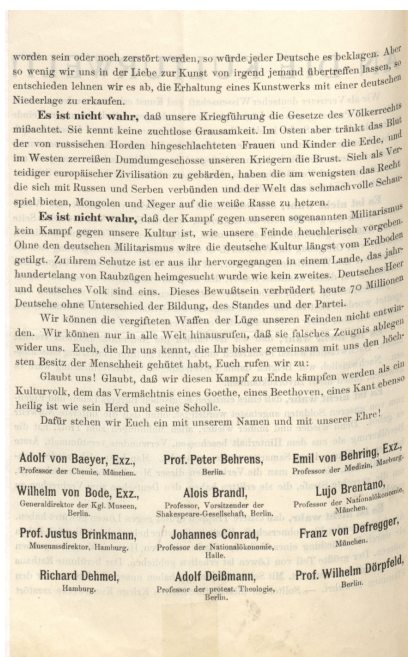 worden sein oder noch zerstört werden, so würde jeder Deutsche es beklagen. Aber
so wenig wir uns in der Liebe zur Kunst von irgend jemand übertreffen lassen, so
entschieden lehnen wir es ab, die Erhaltung eines Kunstwerks mit einer deutschen
Niederlage zu erkaufen.
Es ist nicht wahr, daß unsere Kriegführung die Gesetze des Völkerrechts
mißachtet. Sie kennt keine zuchtlose Grausamkeit. Im Osten aber tränkt das Blut
der von russischen Horden hingeschlachteten Frauen und Kinder die Erde, und
im Westen zerreißen Dumdumgeschosse unseren Kriegern die Brust. Sich als Ver-
teidiger europäischer Zivilisation zu gebärden, haben die am wenigsten das Recht
die sich mit Russen und Serben verbünden und der Welt das schmachvolle Schau-
spiel bieten, Mongolen und Neger auf die weiße Rasse zu hetzen.
Es ist nicht wahr, daß der Kampf gegen unseren sogenannten Militarismus
kein Kampf gegen unsere Kultur ist, wie unsere Feinde heuchlerisch vorgeben.
Ohne den deutschen Militarismus wäre die deutsche Kultur längst vom Erdboden
getilgt. Zu ihrem Schutze ist er aus ihr hervorgegangen in einem Lande, das jahr-
hundertelang von Raubzügen heimgesucht wurde wie kein zweites. Deutsches Heer
und deutsches Volk sind eins. Dieses Bewußtsein verbrüdert heute 70 Millionen
Deutsche ohne Unterschied der Bildung, des Standes und der Partei.
Wir können die vergifteten Waffen der Lüge unseren Feinden nicht entwin-
den. Wir können nur in alle Welt hinausrufen, daß sie falsches Zeugnis ablegen
wider uns. Euch, die Ihr uns kennt, die Ihr bisher gemeinsam mit uns den höch-
sten Besitz der Menschheit gehütet habt, Euch rufen wir zu:
Glaubt uns! Glaubt, daß wir diesen Kampf zu Ende kämpfen werden als ein
Kulturvolk, dem das Vermächtnis eines Goethe, eines Beethoven, eines Kant ebenso
heilig ist wie sein Herd und seine Scholle.
Dafür stehen wir Euch ein mit unserem Namen und mit unserer Ehre!
Adolf von Baeyer, Exz.,
Professor der Chemie, München.
Prof. Peter Behrens,
Berlin.
Emil von Behring, Exz.,
Professor der Medizin, Marburg.
Wilhelm von Bode, Exz.,
Generaldirektor der Kgl. Museen,
Berlin.
Alois Brandl,
Professor, Vorsitzender der
Shakespeare-Gesellschaft, Berlin.
Lujo Brentano,
Professor der Nationalökonomie,
München.
Prof. Justus Brinkmann,
Museumsdirektor, Hamburg.
Johannes Conrad,
Professor der Nationalökonomie,
Halle.
Franz von Defregger,
München.
Richard Dehmel,
Hamburg.
Adolf Deißmann,
Professor der protest. Theologie,
Berlin.
Prof. Wilhelm Dörpfeld,
Berlin.